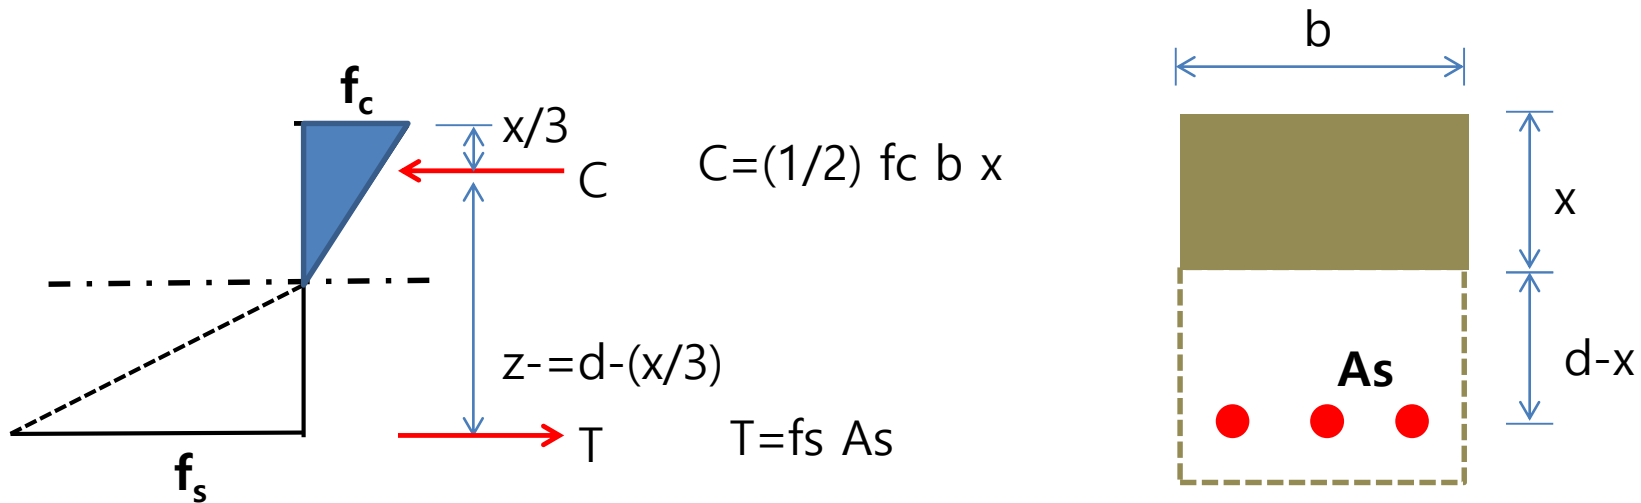 fc
x/3
C
C=(1/2) fc b x
z-=d-(x/3)
T
T=fs As
fs
b
x
d-x
As